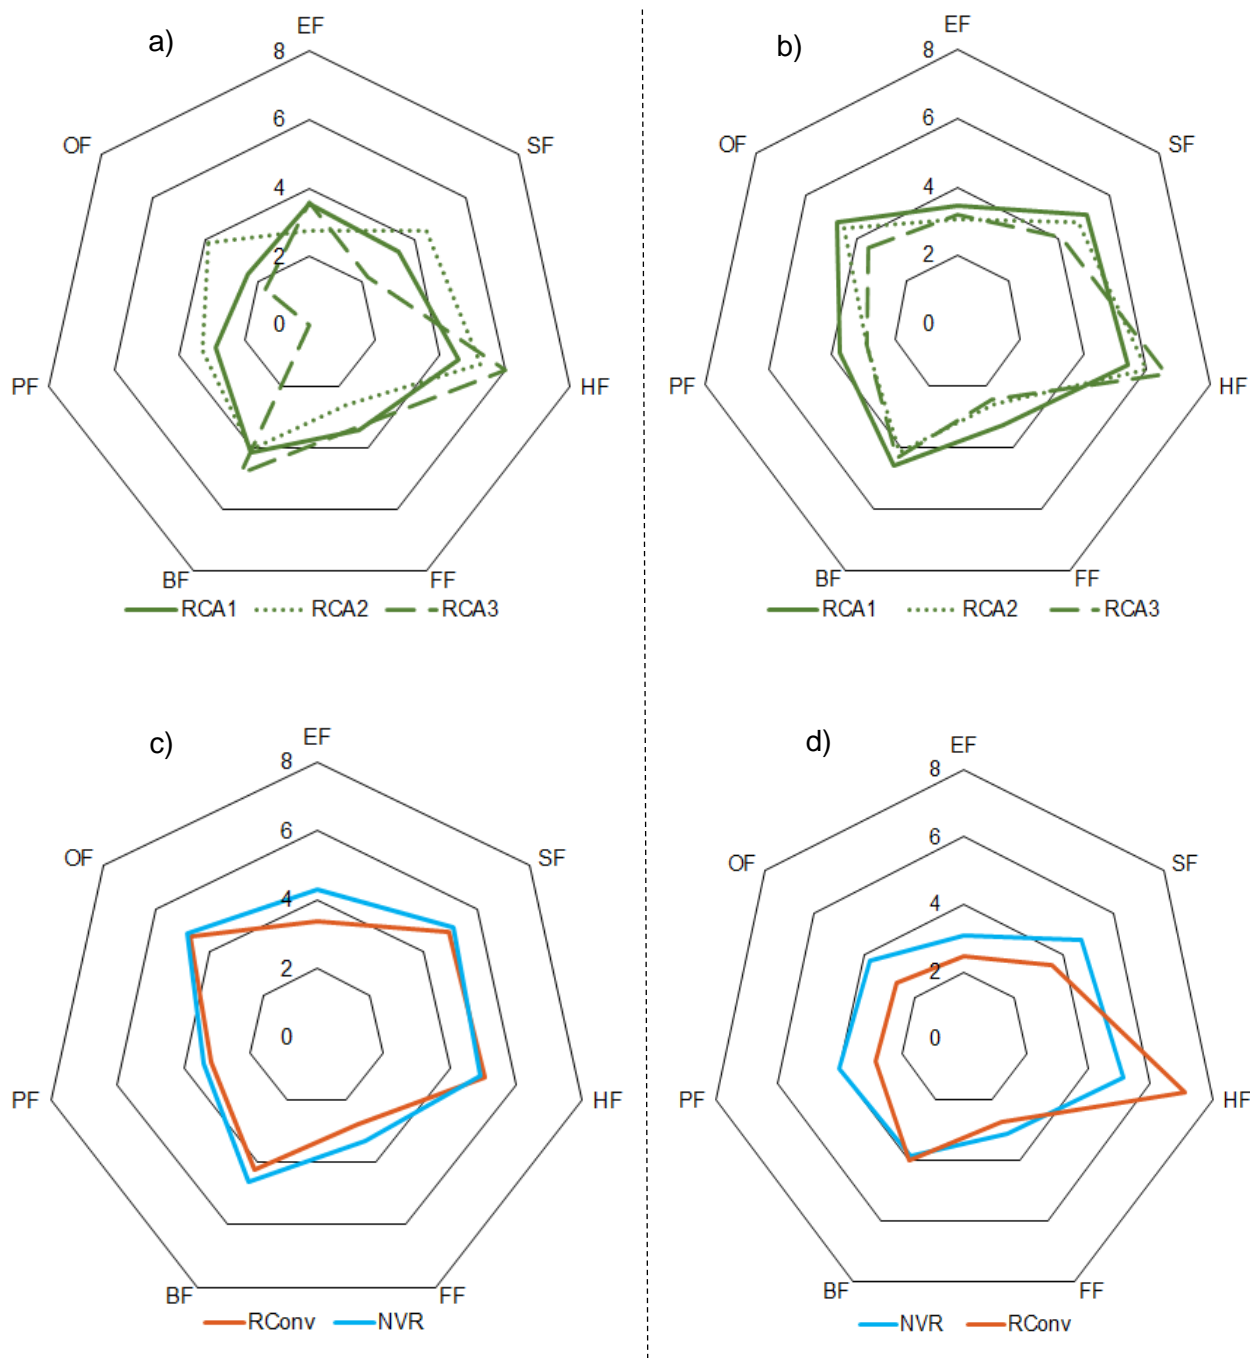 a)
EF
8
OF
SF
6
4
2
0
PF
HF
BF
FF
RCA1 RCA2 RCA3
b)
EF
8
OF
SF
6
4
2
0
PF
HF
BF
FF
RCA1 RCA2 RCA3
c)
EF
8
6
OF
SF
4
2
0
PF
HF
BF
FF
RConv NVR
d)
EF
8
6
OF
SF
4
2
0
PF
HF
BF
FF
NVR RConv